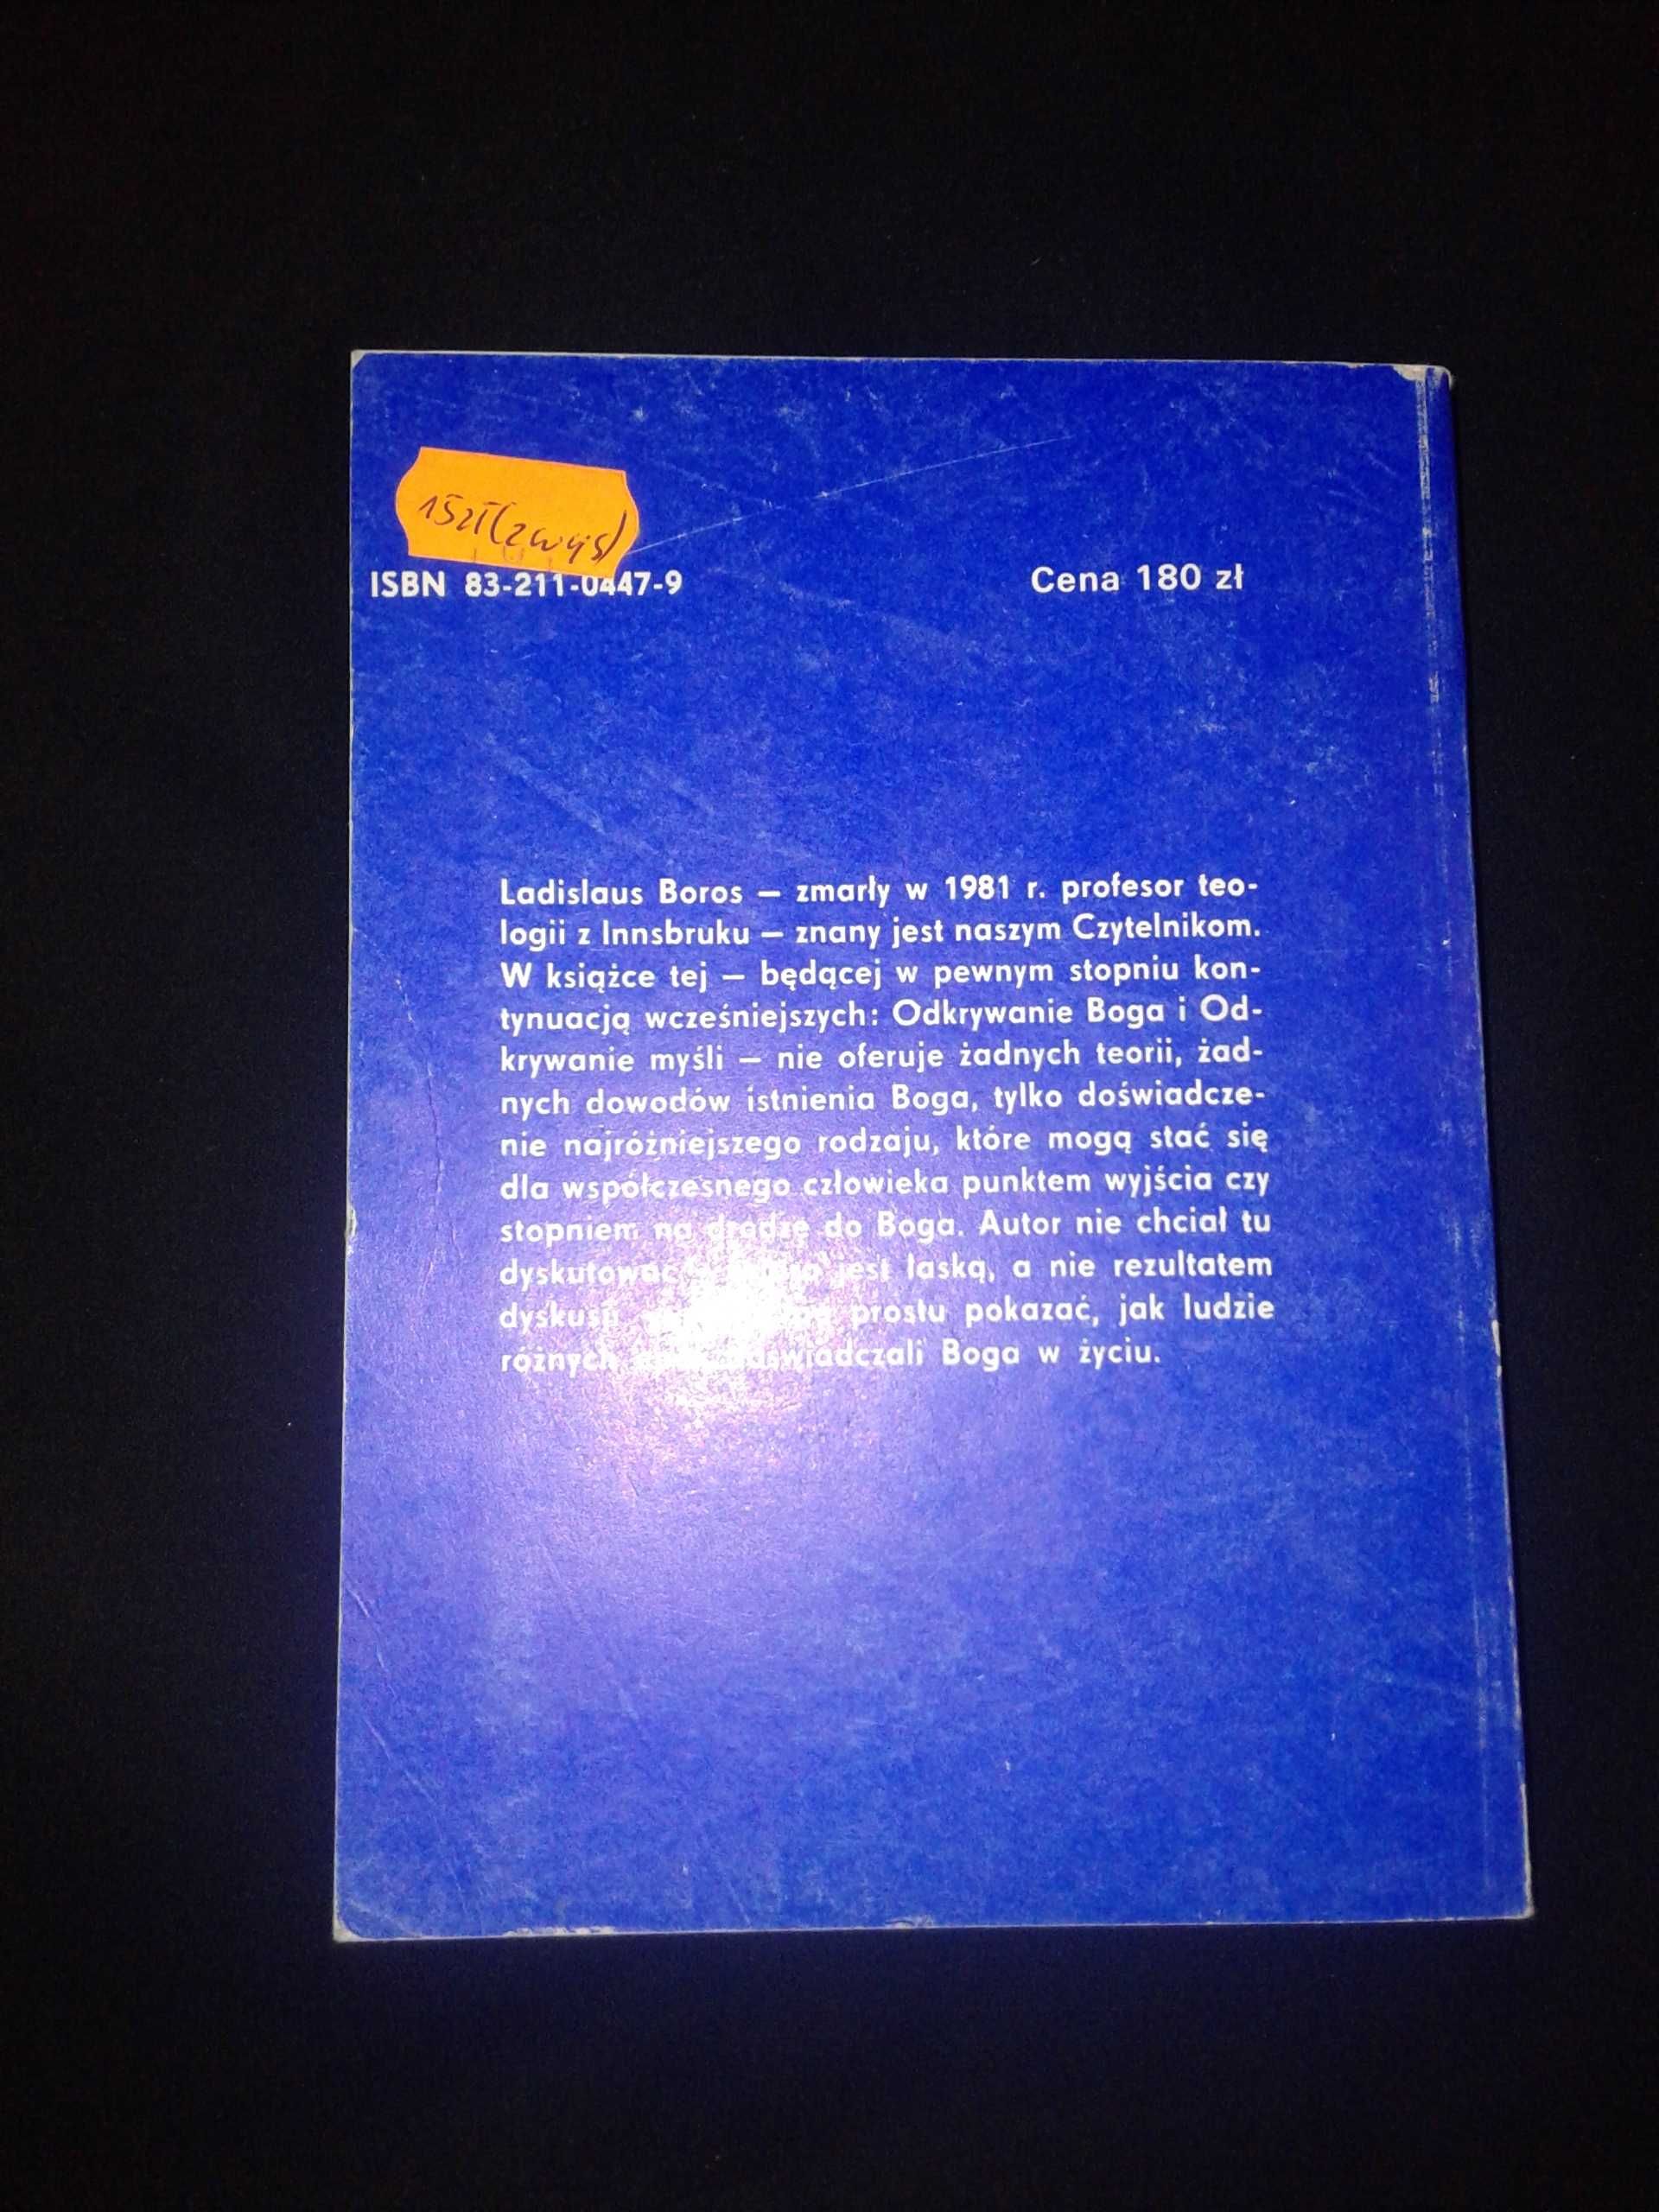 15zł (z wys)
ISBN 83-211-0447-9
Cena 180 zł
Ladislaus Boros — zmarły w 1981 r. profesor teo-
logii z Innsbruku — znany jest naszym Czytelnikom.
W książce tej — będącej w pewnym stopniu kon-
tynuacją wcześniejszych: Odkrywanie Boga i Od-
krywanie myśli — nie oferuje żadnych teorii, żad-
nych dowodów istnienia Boga, tylko doświadcze-
nie najróżniejszego rodzaju, które mogą stać się
dla współczesnego człowieka punktem wyjścia czy
stopniem na drodze do Boga. Autor nie chciał tu
dyskutować jest łaską, a nie rezultatem
dyskusji prostu pokazać, jak ludzie
różnych doświadczali Boga w życiu.